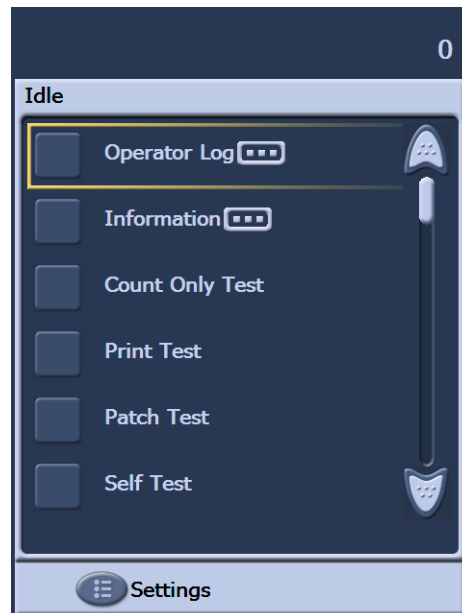 0
Idle
Operator Log
Information
Count Only Test
Print Test
Patch Test
Self Test
Settings